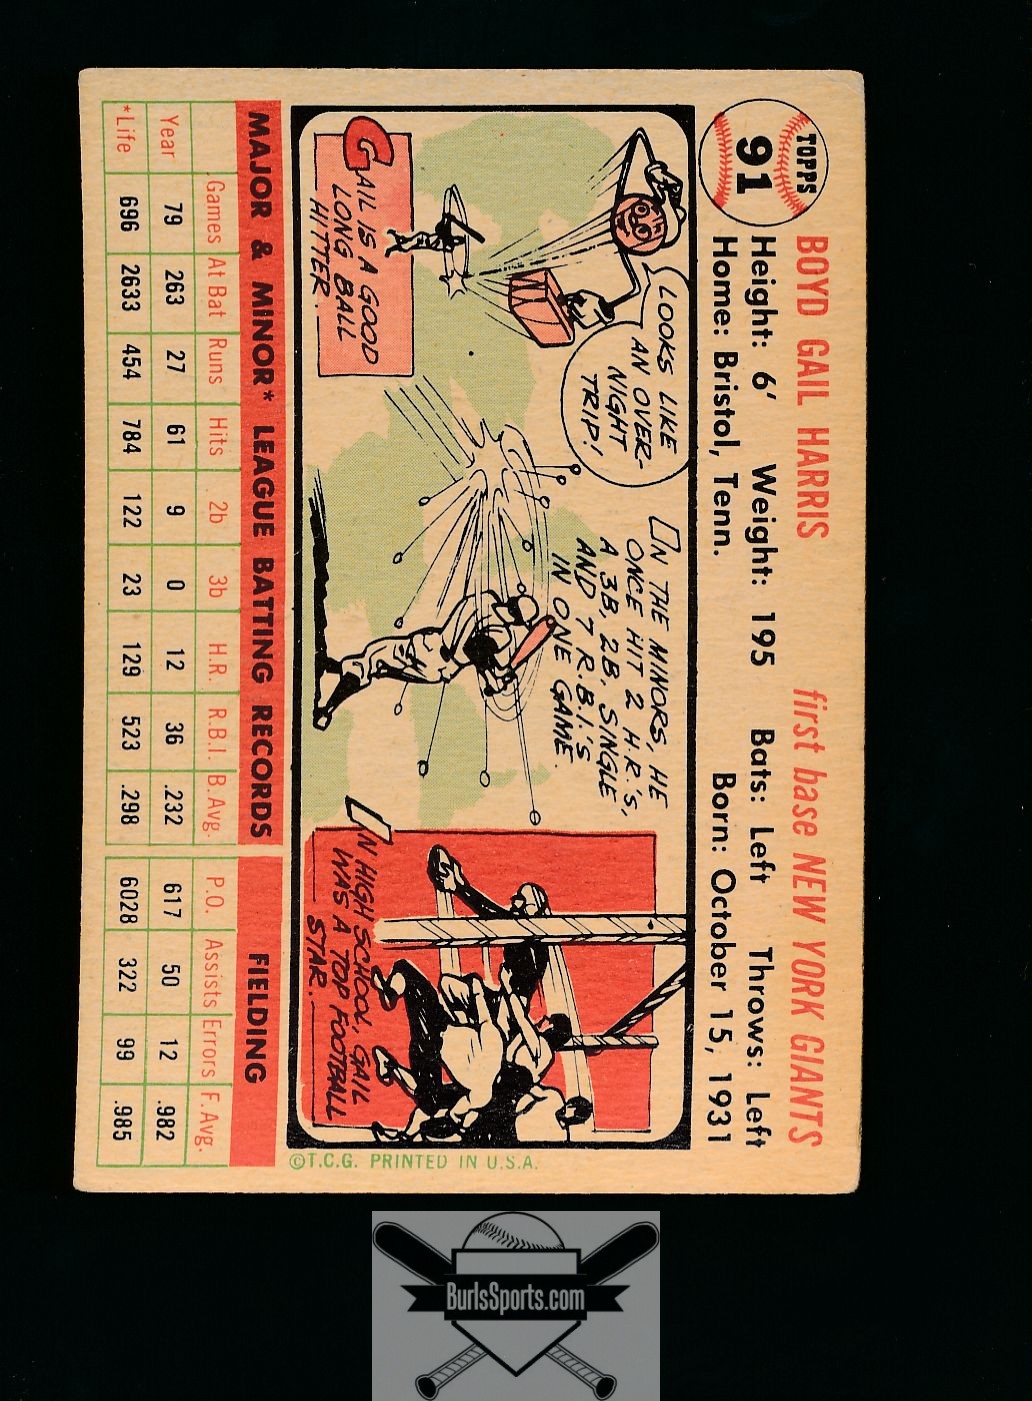 TOPPS
91
BOYD GAIL HARRIS first base NEW YORK GIANTS
Height: 6' Weight: 195 Bats: Left Throws: Left
Home: Bristol, Tenn. Born: October 15, 1931
LOOKS LIKE
AN OVER-
NIGHT
TRIP!
GAIL IS A GOOD
LONG BALL
HITTER.
IN THE MINORS, HE
ONCE HIT 2 H.R.'S,
A 3B, 2B, SINGLE
AND 7 R.B.I.'S
IN ONE GAME.
IN HIGH SCHOOL, GAIL
WAS A TOP FOOTBALL
STAR.
©T.C.G. PRINTED IN U.S.A.
MAJOR & MINOR* LEAGUE BATTING RECORDS FIELDING
Games At Bat Runs Hits 2b 3b H.R. R.B.I. B.Avg. P.O. Assists Errors F. Avg.
Year 79 263 27 61 9 0 12 36 .232 617 50 12 .982
*Life 696 2633 454 784 122 23 129 523 .298 6028 322 99 .985
BurlsSports.com